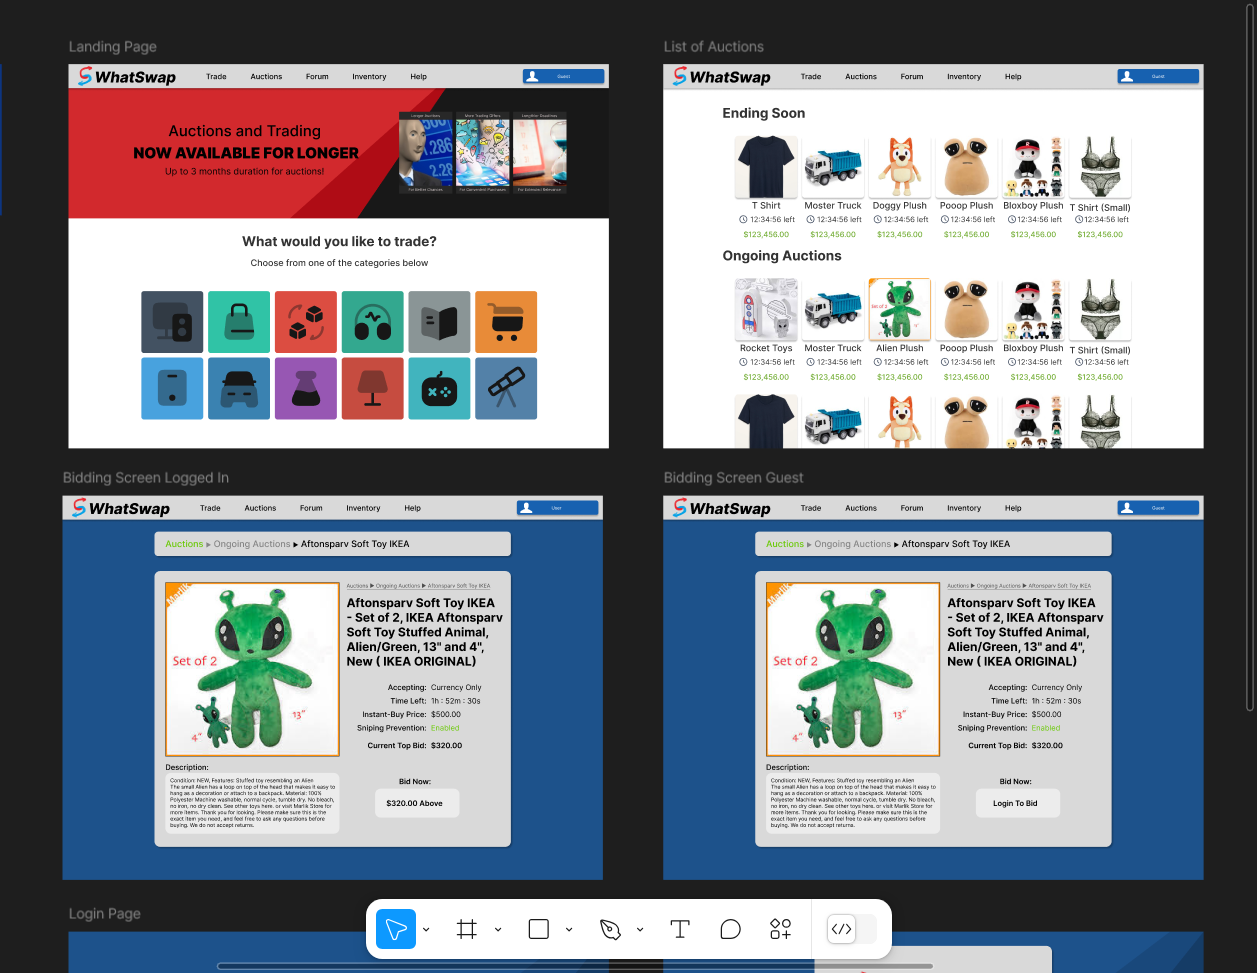 Landing Page
WhatSwap
Trade
Auctions
Forum
Inventory
Help
Guest
Auctions and Trading
NOW AVAILABLE FOR LONGER
Up to 3 months duration for auctions!
Longer Auctions
More Trading Offers
Longtime Deadlines
For Better Chances
For Convenient Purchases
What would you like to trade?
Choose from one of the categories below
List of Auctions
WhatSwap
Trade
Auctions
Forum
Inventory
Help
Guest
Ending Soon
T Shirt
Moster Truck
Doggy Plush
Pooop Plush
Bloxboy Plush
T Shirt (Small)
12:34:56 left
12:34:56 left
12:34:56 left
12:34:56 left
12:34:56 left
12:34:56 left
$123,456.00
$123,456.00
$123,456.00
$123,456.00
$123,456.00
$123,456.00
Ongoing Auctions
Set of 2
Rocket Toys
Moster Truck
Alien Plush
Pooop Plush
Bloxboy Plush
T Shirt (Small)
12:34:56 left
12:34:56 left
12:34:56 left
12:34:56 left
12:34:56 left
12:34:56 left
$123,456.00
$123,456.00
$123,456.00
$123,456.00
$123,456.00
$123,456.00
Bidding Screen Logged In
WhatSwap
Trade
Auctions
Forum
Inventory
Help
User
Auctions ▸ Ongoing Auctions ▸ Aftonsparv Soft Toy IKEA
Marlik
Set of 2
13"
4"
Auctions ▸ Ongoing Auctions ▸ Aftonsparv Soft Toy IKEA
Aftonsparv Soft Toy IKEA
- Set of 2, IKEA Aftonsparv
Soft Toy Stuffed Animal,
Alien/Green, 13" and 4",
New ( IKEA ORIGINAL)
Accepting: Currency Only
Time Left: 1h : 52m : 30s
Instant-Buy Price: $500.00
Sniping Prevention: Enabled
Current Top Bid: $320.00
Description:
Condition: NEW, Features: Stuffed toy resembling an Alien
The small Alien has a loop on top of the head that makes it easy to
hang as a decoration or attach to a backpack. Material: 100%
Polyester Machine washable, normal cycle, tumble dry. No bleach,
no iron, no dry clean. See other toys here. or visit Marlik Store for
more items. Thank you for looking. Please make sure this is the
exact item you need, and feel free to ask any questions before
buying. We do not accept returns.
Bid Now:
$320.00 Above
Bidding Screen Guest
WhatSwap
Trade
Auctions
Forum
Inventory
Help
Guest
Auctions ▸ Ongoing Auctions ▸ Aftonsparv Soft Toy IKEA
Marlik
Set of 2
13"
4"
Auctions ▸ Ongoing Auctions ▸ Aftonsparv Soft Toy IKEA
Aftonsparv Soft Toy IKEA
- Set of 2, IKEA Aftonsparv
Soft Toy Stuffed Animal,
Alien/Green, 13" and 4",
New ( IKEA ORIGINAL)
Accepting: Currency Only
Time Left: 1h : 52m : 30s
Instant-Buy Price: $500.00
Sniping Prevention: Enabled
Current Top Bid: $320.00
Description:
Condition: NEW, Features: Stuffed toy resembling an Alien
The small Alien has a loop on top of the head that makes it easy to
hang as a decoration or attach to a backpack. Material: 100%
Polyester Machine washable, normal cycle, tumble dry. No bleach,
no iron, no dry clean. See other toys here. or visit Marlik Store for
more items. Thank you for looking. Please make sure this is the
exact item you need, and feel free to ask any questions before
buying. We do not accept returns.
Bid Now:
Login To Bid
Login Page